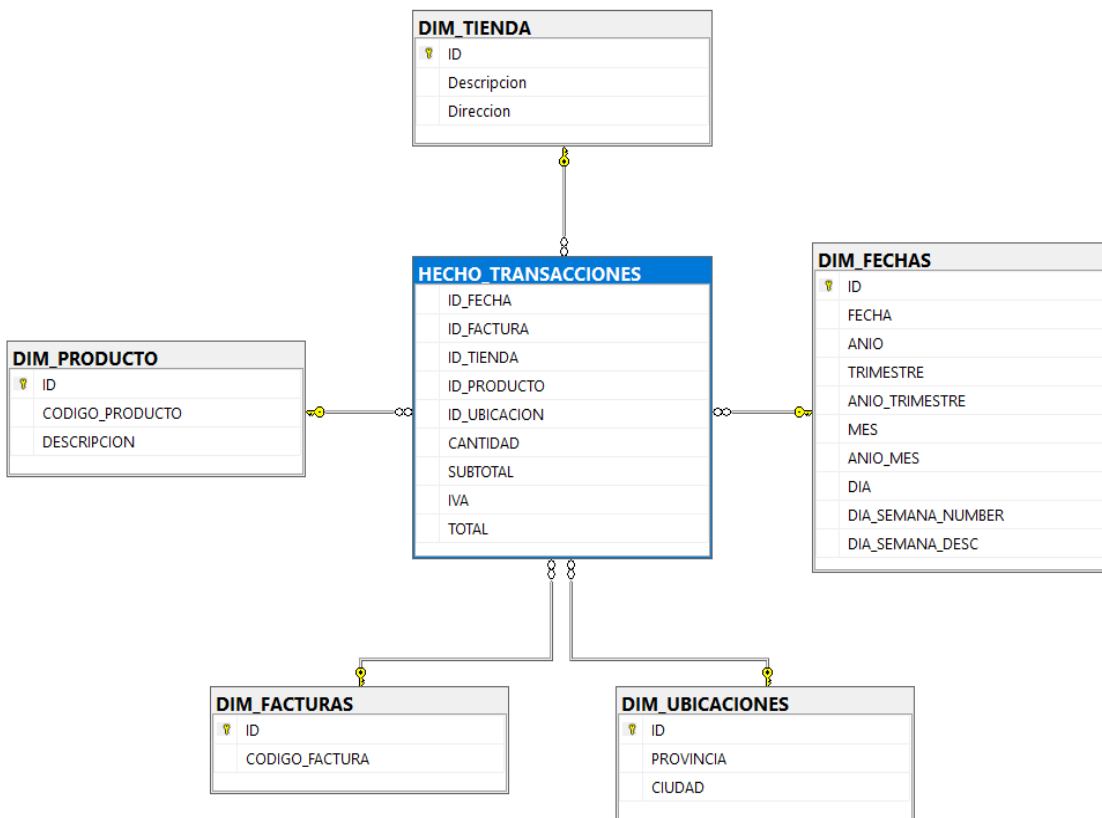 DIM_TIENDA
ID
Descripcion
Direccion
HECHO_TRANSACCIONES
ID_FECHA
ID_FACTURA
ID_TIENDA
ID_PRODUCTO
ID_UBICACION
CANTIDAD
SUBTOTAL
IVA
TOTAL
DIM_FECHAS
ID
FECHA
ANIO
TRIMESTRE
ANIO_TRIMESTRE
MES
ANIO_MES
DIA
DIA_SEMANA_NUMBER
DIA_SEMANA_DESC
DIM_PRODUCTO
ID
CODIGO_PRODUCTO
DESCRIPCION
DIM_FACTURAS
ID
CODIGO_FACTURA
DIM_UBICACIONES
ID
PROVINCIA
CIUDAD